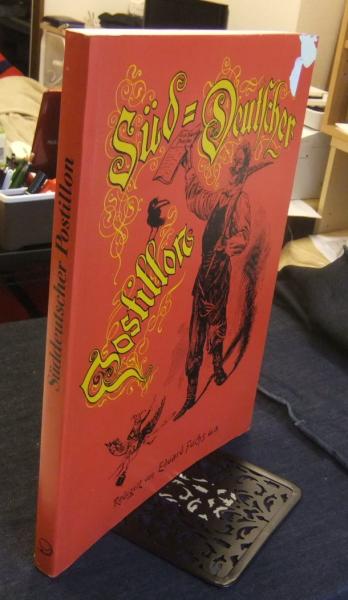 Süd=Deutscher
Postillon
Redigirt von Eduard Fuchs
Süddeutscher Postillon